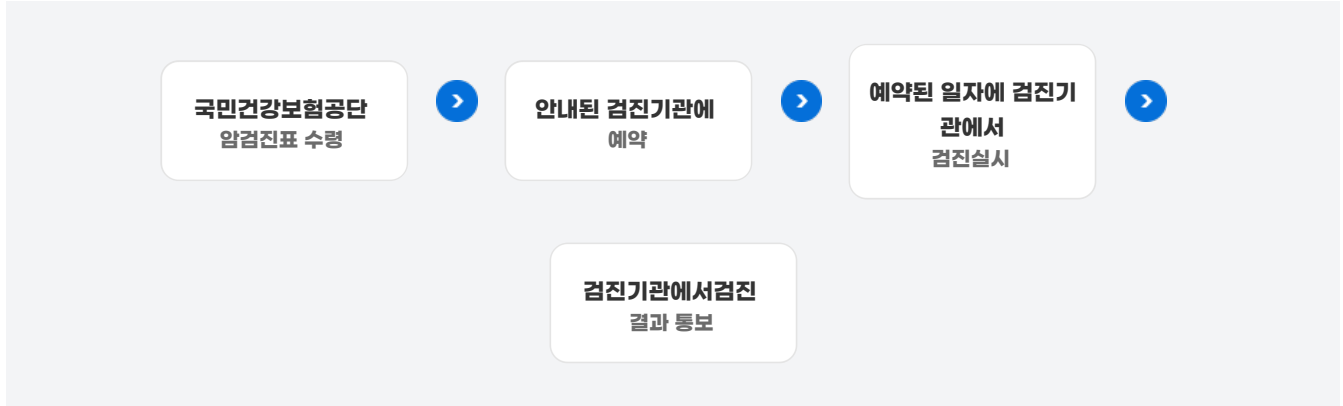 국민건강보험공단
암검진표 수령
안내된 검진기관에
예약
예약된 일자에 검진기
관에서
검진실시
검진기관에서검진
결과 통보